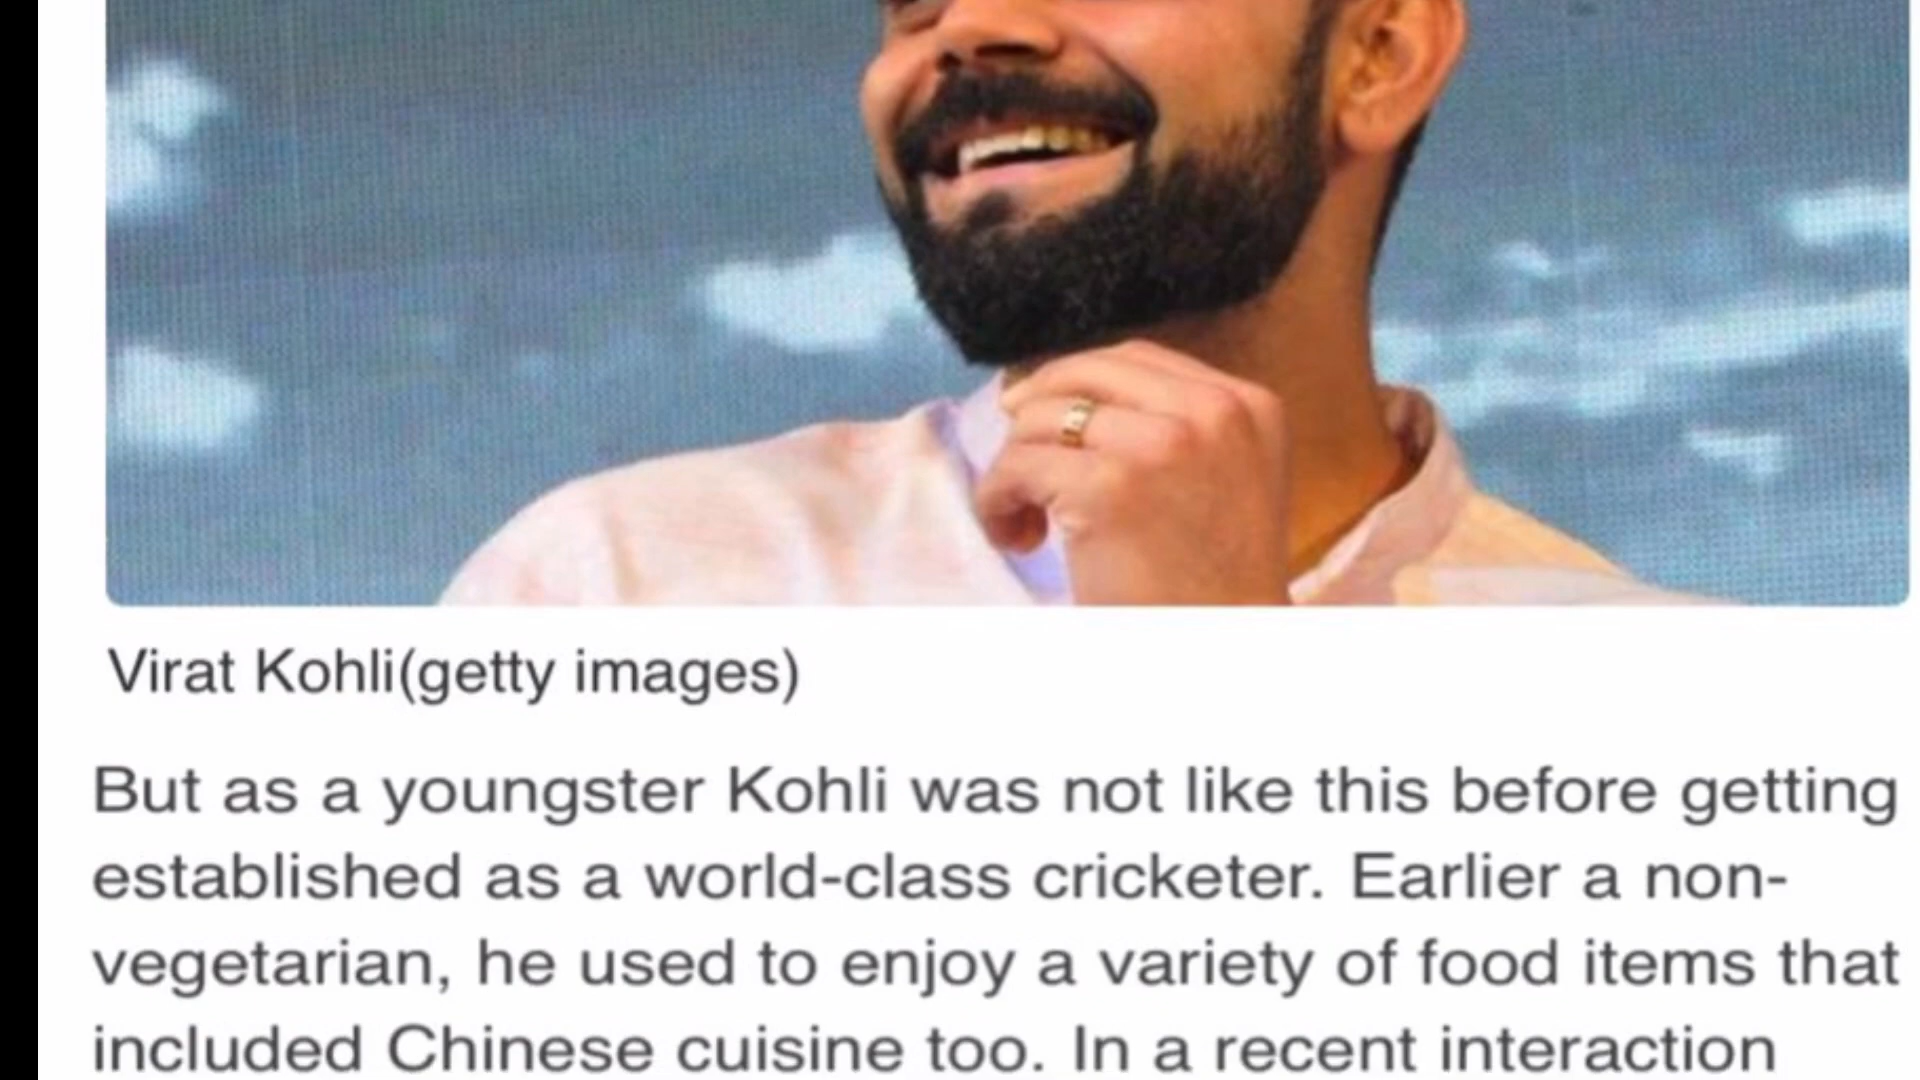 Virat Kohli(getty images)
But as a youngster Kohli was not like this before getting
established as a world-class cricketer. Earlier a non-
vegetarian, he used to enjoy a variety of food items that
included Chinese cuisine too. In a recent interaction